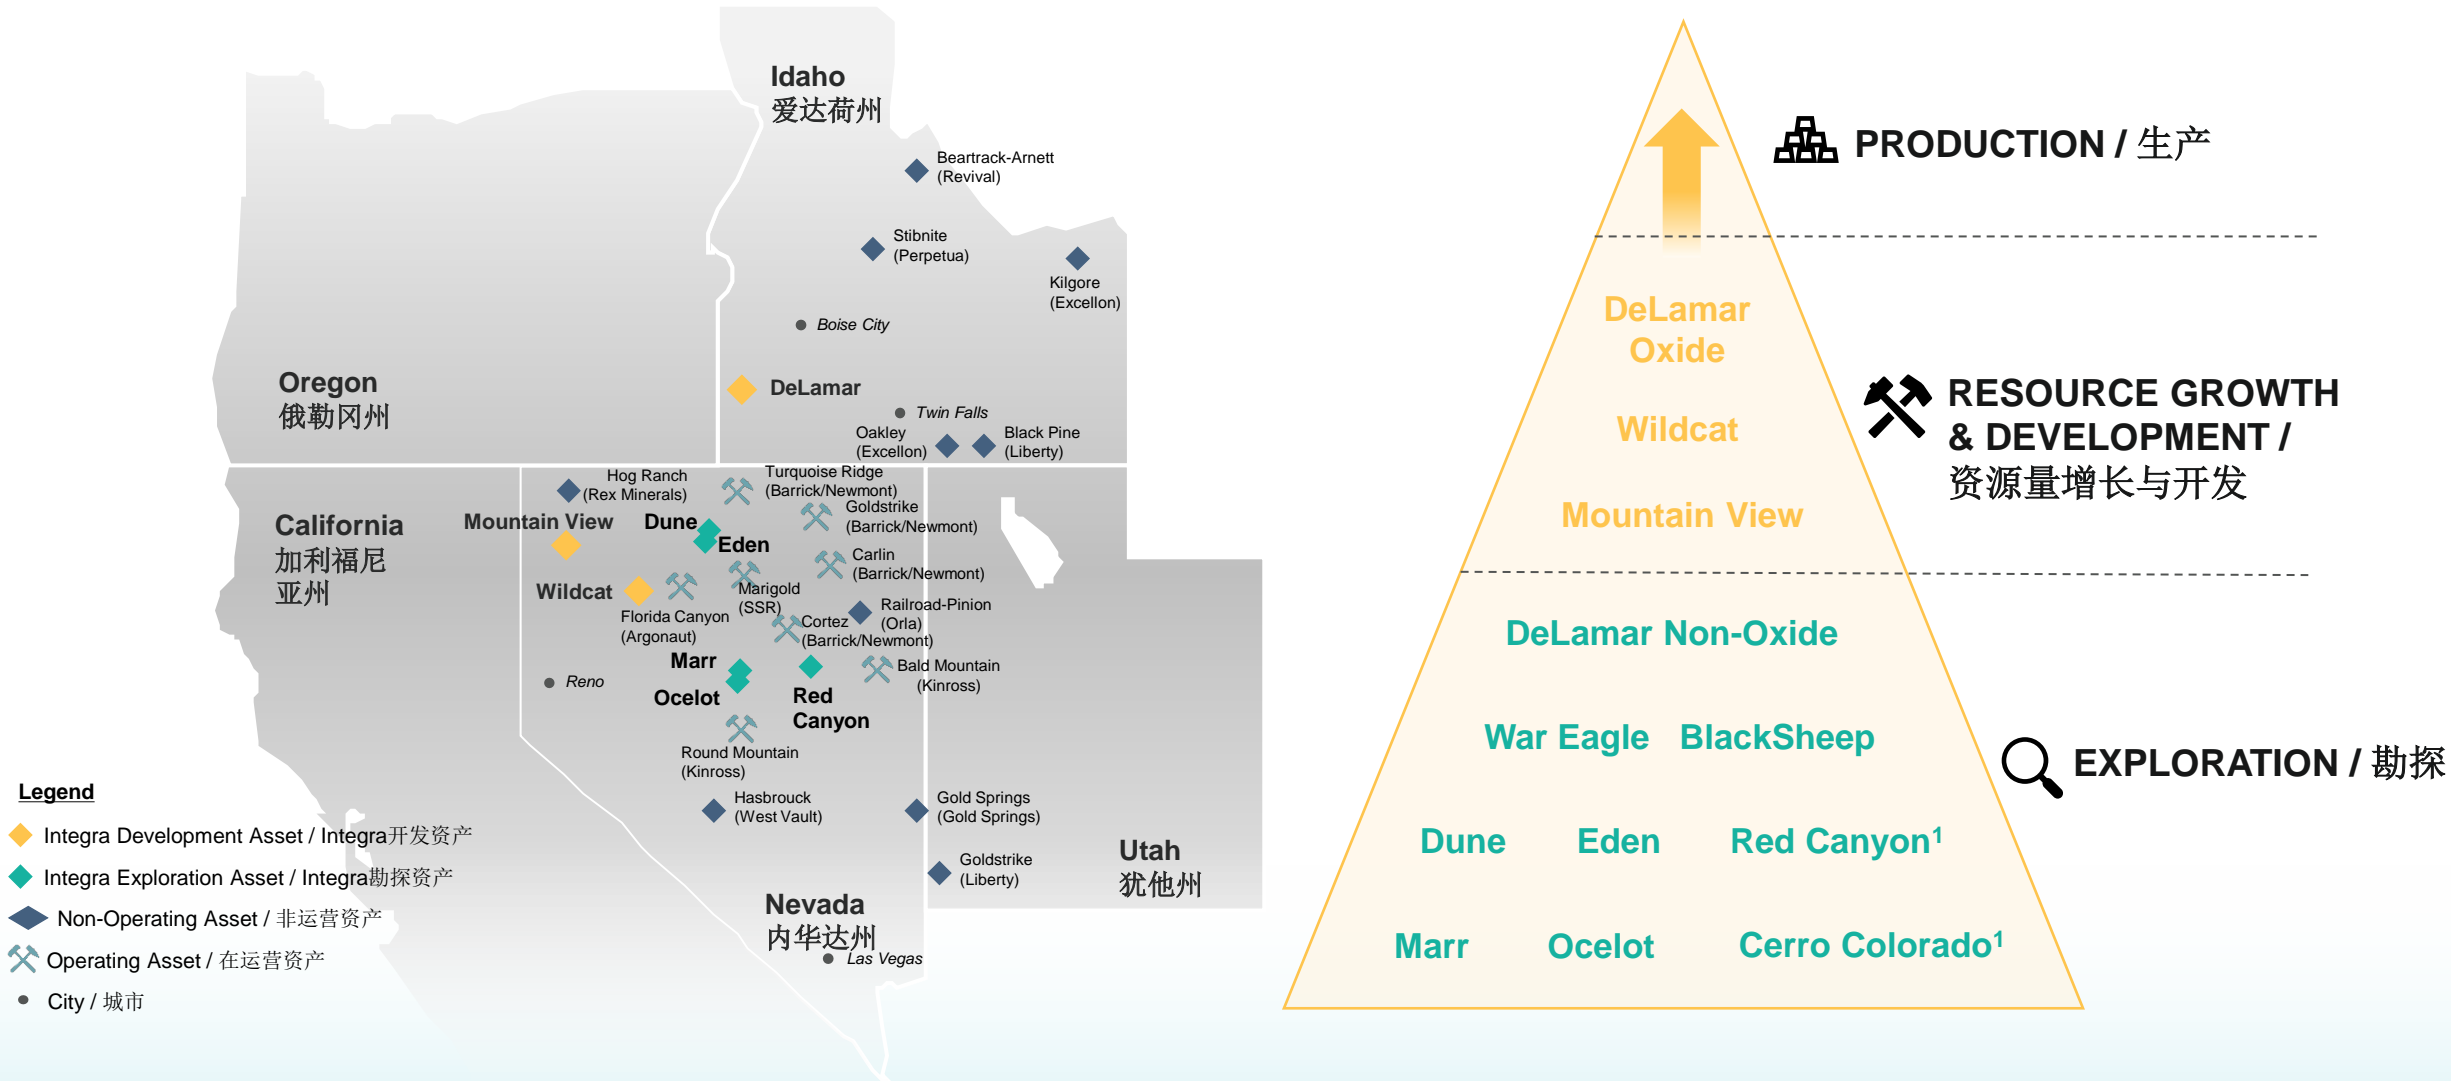 Idaho
爱达荷州
Beartrack-Arnett
(Revival)
Stibnite
(Perpetua)
Kilgore
(Excellon)
Boise City
Oregon
俄勒冈州
DeLamar
Twin Falls
Oakley
(Excellon)
Black Pine
(Liberty)
Hog Ranch
(Rex Minerals)
Turquoise Ridge
(Barrick/Newmont)
Goldstrike
(Barrick/Newmont)
California
加利福尼
亚州
Mountain View
Dune
Eden
Carlin
(Barrick/Newmont)
Wildcat
Marigold
(SSR)
Florida Canyon
(Argonaut)
Railroad-Pinion
(Orla)
Cortez
(Barrick/Newmont)
Marr
Ocelot
Reno
Red
Canyon
Bald Mountain
(Kinross)
Round Mountain
(Kinross)
Hasbrouck
(West Vault)
Gold Springs
(Gold Springs)
Goldstrike
(Liberty)
Utah
犹他州
Nevada
内华达州
Las Vegas
Legend
Integra Development Asset / Integra开发资产
Integra Exploration Asset / Integra勘探资产
Non-Operating Asset / 非运营资产
Operating Asset / 在运营资产
City / 城市
PRODUCTION / 生产
DeLamar
Oxide
Wildcat
Mountain View
RESOURCE GROWTH
& DEVELOPMENT /
资源量增长与开发
DeLamar Non-Oxide
War Eagle BlackSheep
EXPLORATION / 勘探
Dune Eden Red Canyon¹
Marr Ocelot Cerro Colorado¹